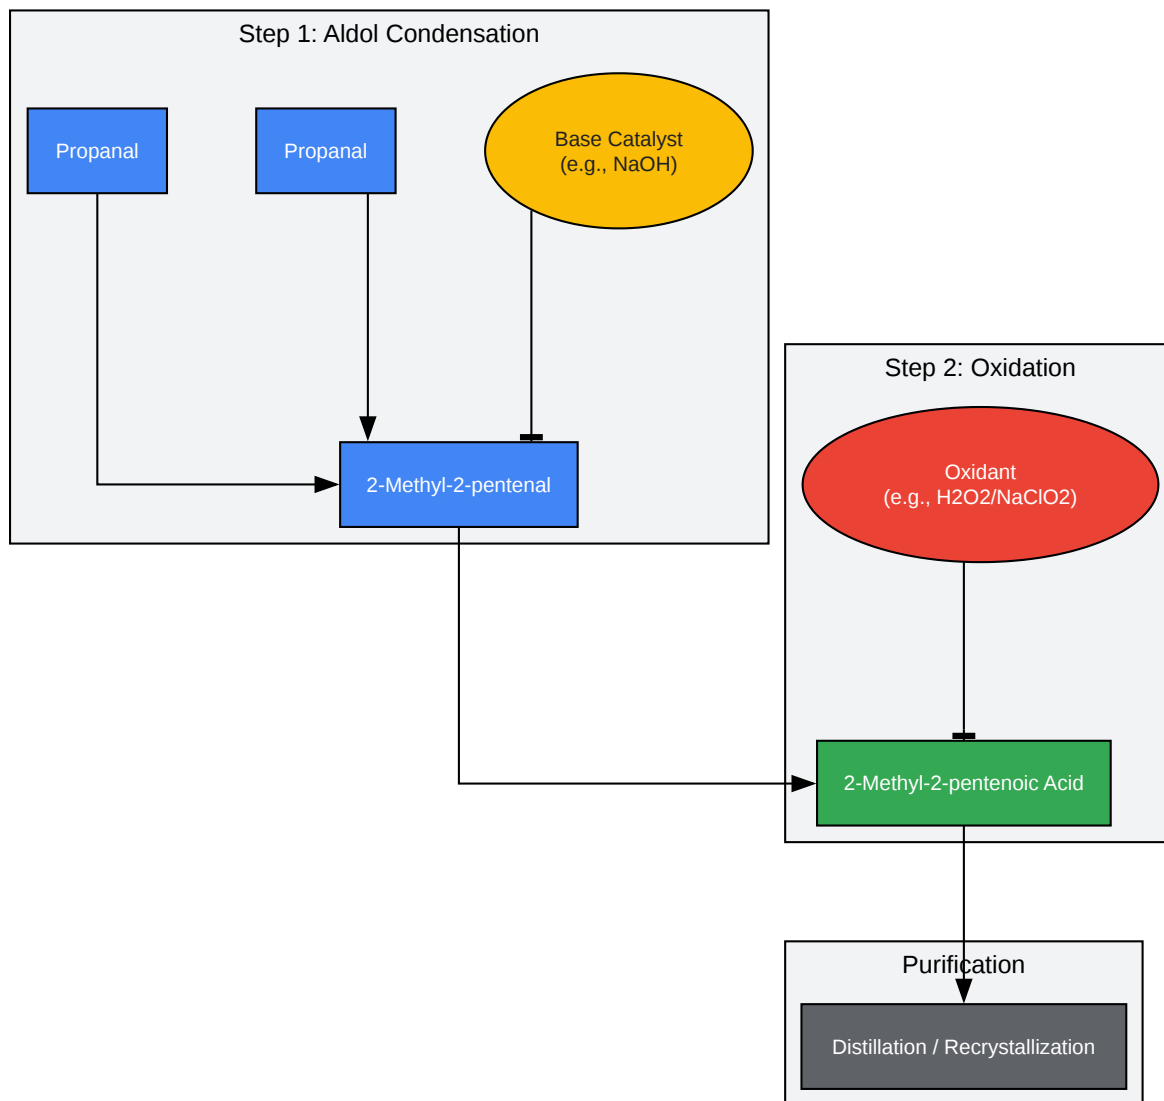 Step 1: Aldol Condensation
Propanal
Propanal
Base Catalyst
(e.g., NaOH)
2-Methyl-2-pentenal
Step 2: Oxidation
Oxidant
(e.g., H2O2/NaClO2)
2-Methyl-2-pentenoic Acid
Purification
Distillation / Recrystallization